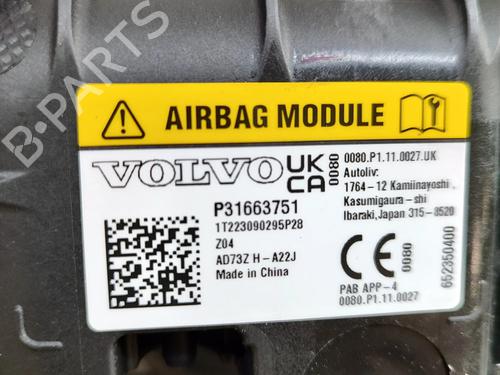 B-PARTS
AIRBAG MODULE
VOLVO
UK
CA
0080
0080.P1.11.0027.UK
Autoliv:
1764-12 Kamiinayoshi,
Kasumigaura-shi
Ibaraki,Japan 315-8520
P31663751
1T223090295P28
Z04
AD73Z H-A22J
Made in China
CE
0080
PAB APP-4
0080.P1.11.0027
652350400